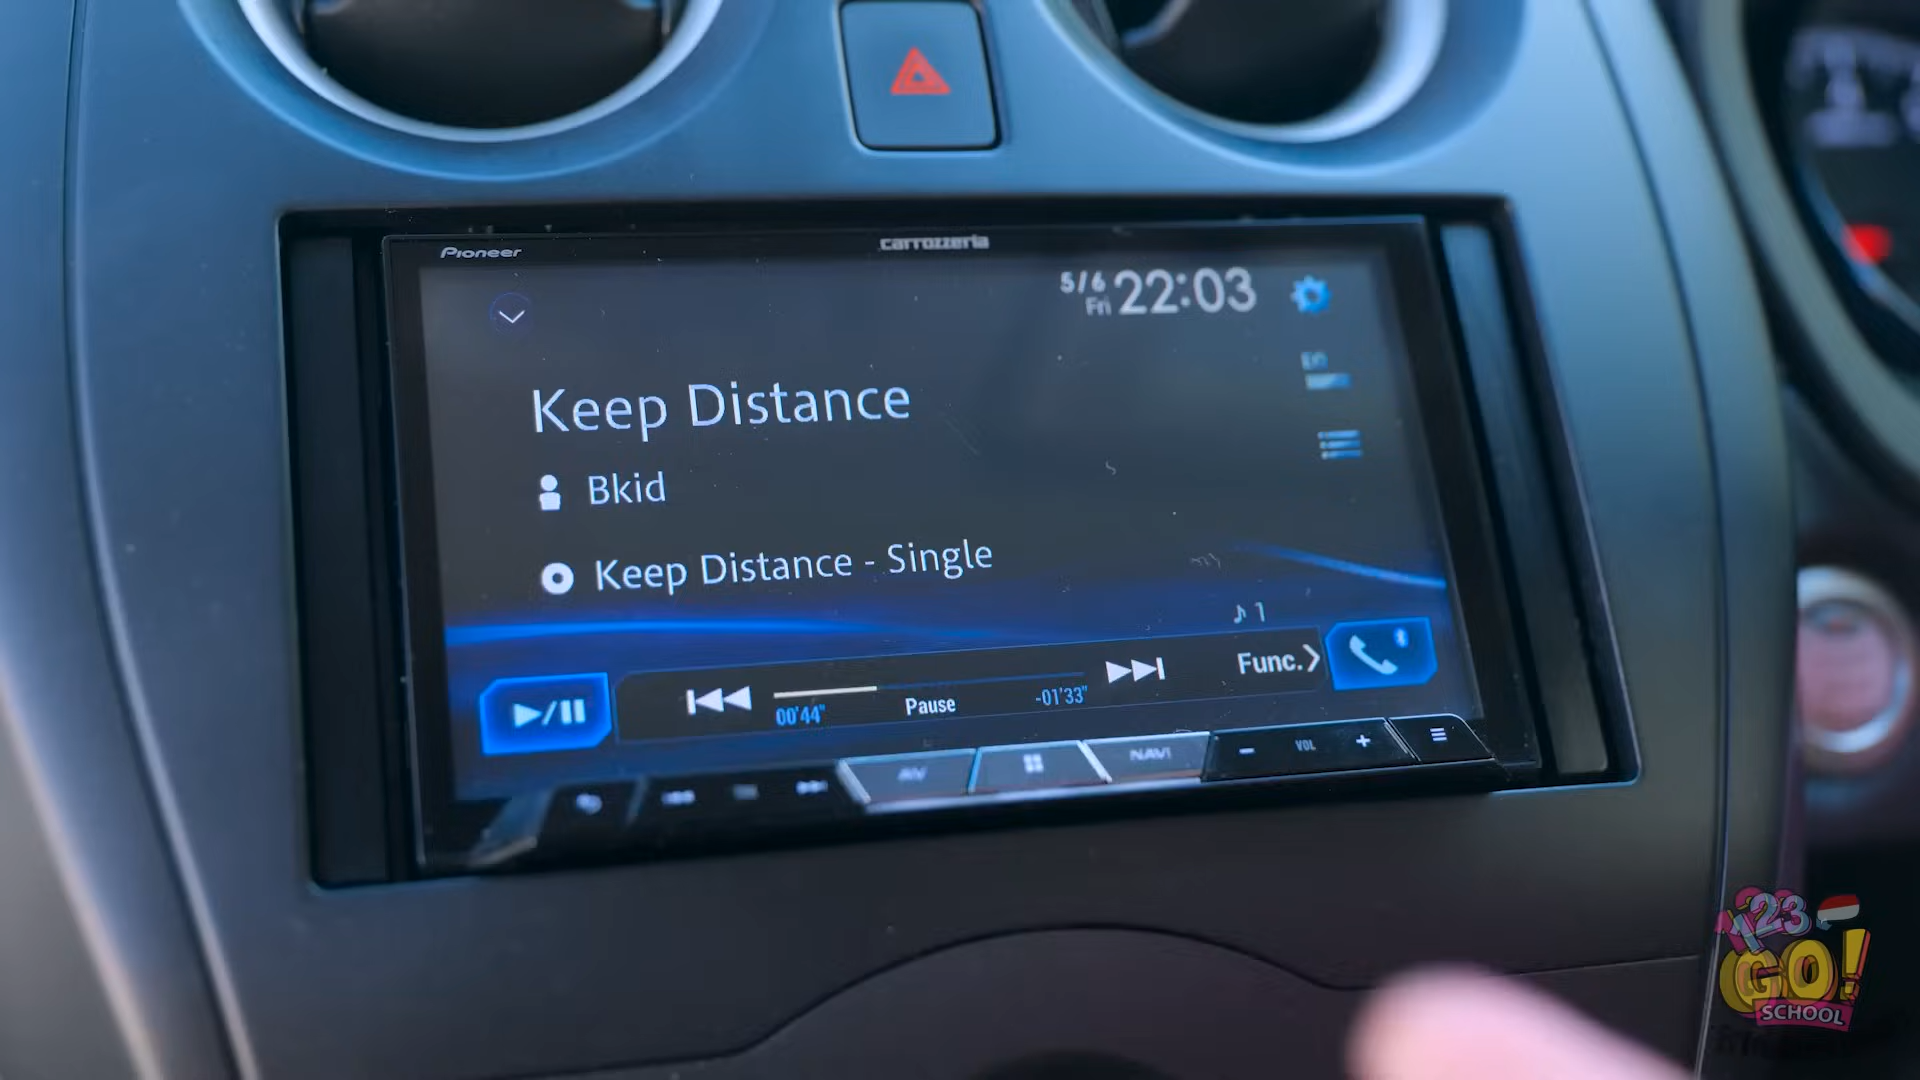 Pioneer
carrozzeria
5/6
Fri
22:03
Keep Distance
Bkid
Keep Distance - Single
1
00'44"
Pause
-01'33"
Func.
AV
NAVI
- VOL +
123
GO!
SCHOOL